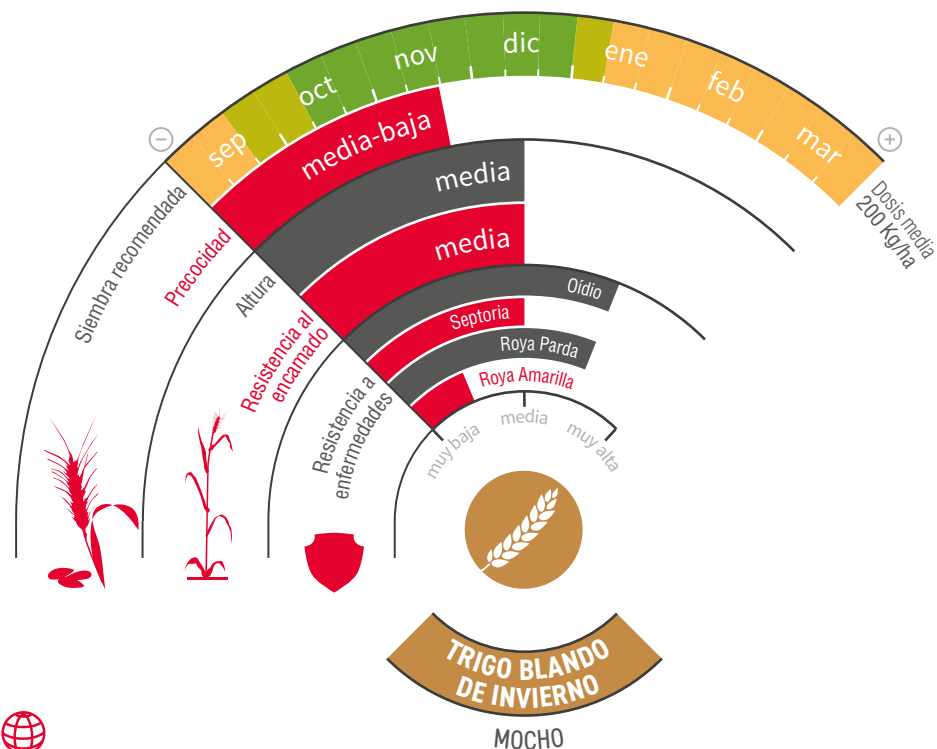 sep
oct
nov
dic
ene
feb
mar
Siembra recomendada
Dosis media
200 Kg/ha
Precocidad
media-baja
Altura
media
Resistencia al
encamado
media
Resistencia a
enfermedades
Oídio
Septoria
Roya Parda
Roya Amarilla
muy baja
media
muy alta
TRIGO BLANDO
DE INVIERNO
MOCHO